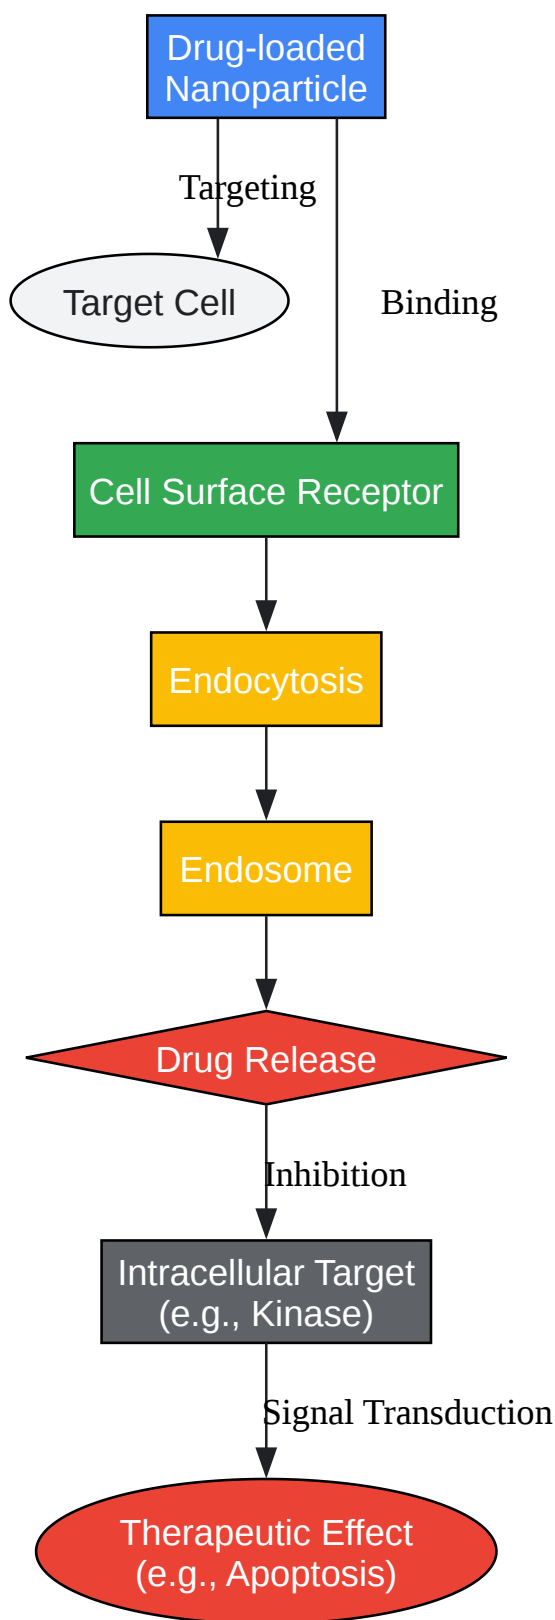 Drug-loaded
Nanoparticle
Targeting
Target Cell
Binding
Cell Surface Receptor
Endocytosis
Endosome
Drug Release
Inhibition
Intracellular Target
(e.g., Kinase)
Signal Transduction
Therapeutic Effect
(e.g., Apoptosis)